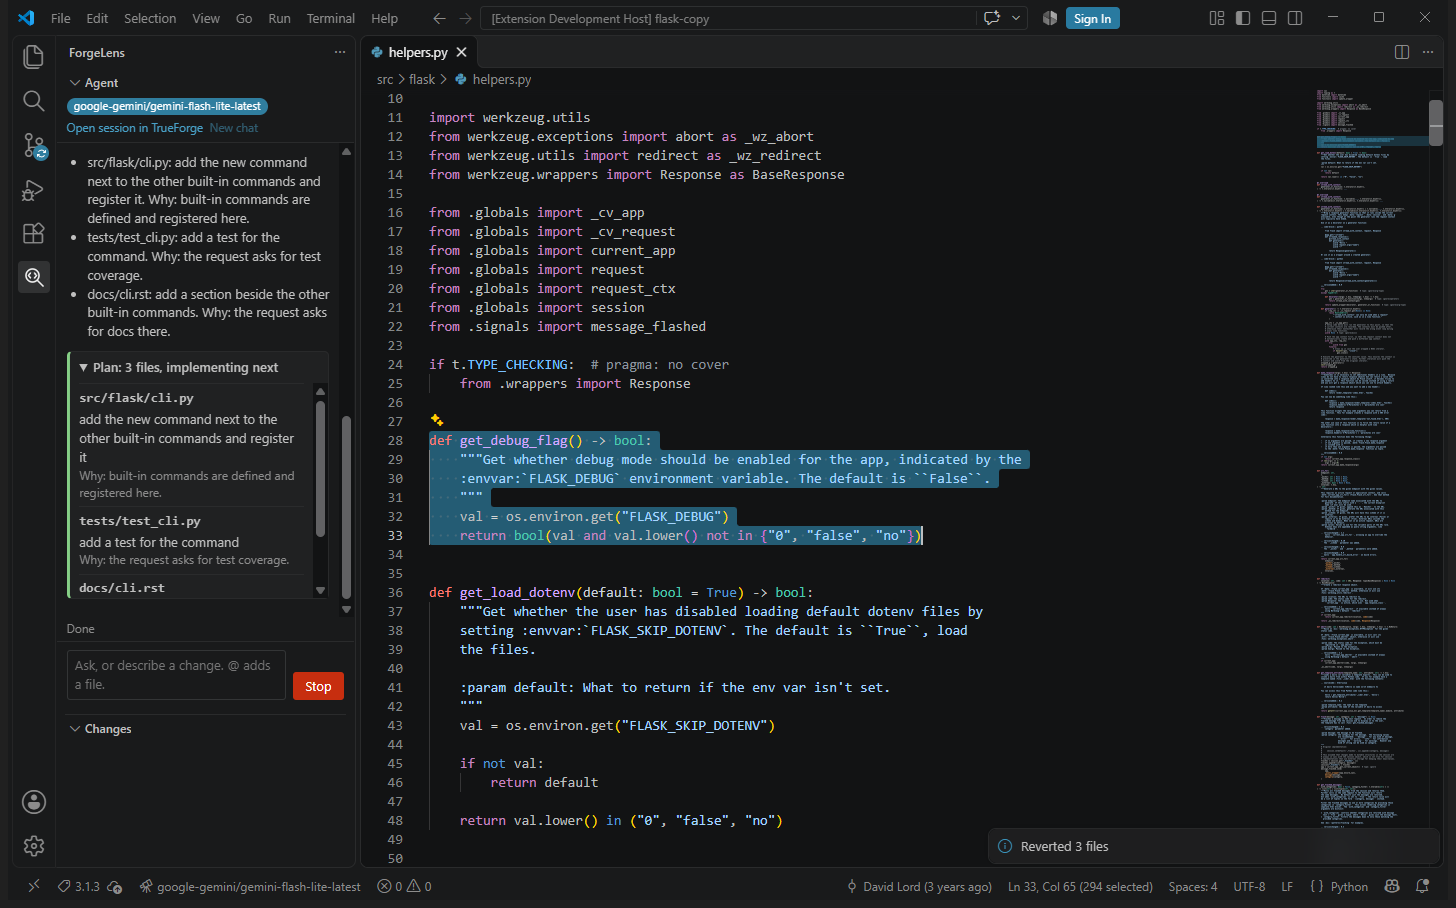 File Edit Selection View Go Run Terminal Help
[Extension Development Host] flask-copy
Sign In
ForgeLens
Agent
google-gemini/gemini-flash-lite-latest
Open session in TrueForge New chat
src/flask/cli.py: add the new command
next to the other built-in commands and
register it. Why: built-in commands are
defined and registered here.
tests/test_cli.py: add a test for the
command. Why: the request asks for test
coverage.
docs/cli.rst: add a section beside the other
built-in commands. Why: the request asks
for docs there.
Plan: 3 files, implementing next
src/flask/cli.py
add the new command next to the
other built-in commands and register
it
Why: built-in commands are defined and
registered here.
tests/test_cli.py
add a test for the command
Why: the request asks for test coverage.
docs/cli.rst
Done
Ask, or describe a change. @ adds
a file.
Stop
Changes
helpers.py
src > flask > helpers.py
10
11 import werkzeug.utils
12 from werkzeug.exceptions import abort as _wz_abort
13 from werkzeug.utils import redirect as _wz_redirect
14 from werkzeug.wrappers import Response as BaseResponse
15
16 from .globals import _cv_app
17 from .globals import _cv_request
18 from .globals import current_app
19 from .globals import request
20 from .globals import request_ctx
21 from .globals import session
22 from .signals import message_flashed
23
24 if t.TYPE_CHECKING:  # pragma: no cover
25     from .wrappers import Response
26
27
28 def get_debug_flag() -> bool:
29     """Get whether debug mode should be enabled for the app, indicated by the
30     :envvar:`FLASK_DEBUG` environment variable. The default is ``False``.
31     """
32     val = os.environ.get("FLASK_DEBUG")
33     return bool(val and val.lower() not in {"0", "false", "no"})
34
35
36 def get_load_dotenv(default: bool = True) -> bool:
37     """Get whether the user has disabled loading default dotenv files by
38     setting :envvar:`FLASK_SKIP_DOTENV`. The default is ``True``, load
39     the files.
40
41     :param default: What to return if the env var isn't set.
42     """
43     val = os.environ.get("FLASK_SKIP_DOTENV")
44
45     if not val:
46         return default
47
48     return val.lower() in ("0", "false", "no")
49
50
Reverted 3 files
3.1.3 google-gemini/gemini-flash-lite-latest 0 0 David Lord (3 years ago) Ln 33, Col 65 (294 selected) Spaces: 4 UTF-8 LF { } Python